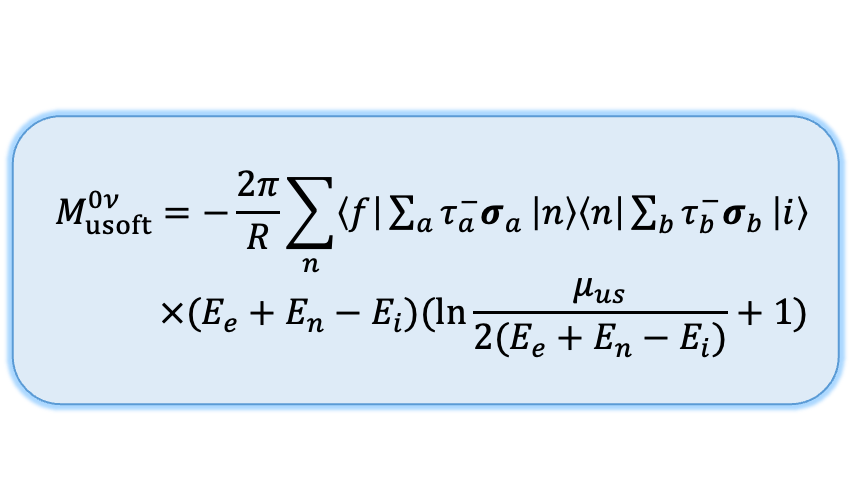 M_usoft^0ν = −2π/R ∑_n ⟨f|∑_a τ_a^− 𝝈_a |n⟩⟨n|∑_b τ_b^− 𝝈_b |i⟩
×(E_e + E_n − E_i)(ln μ_us/2(E_e + E_n − E_i) + 1)